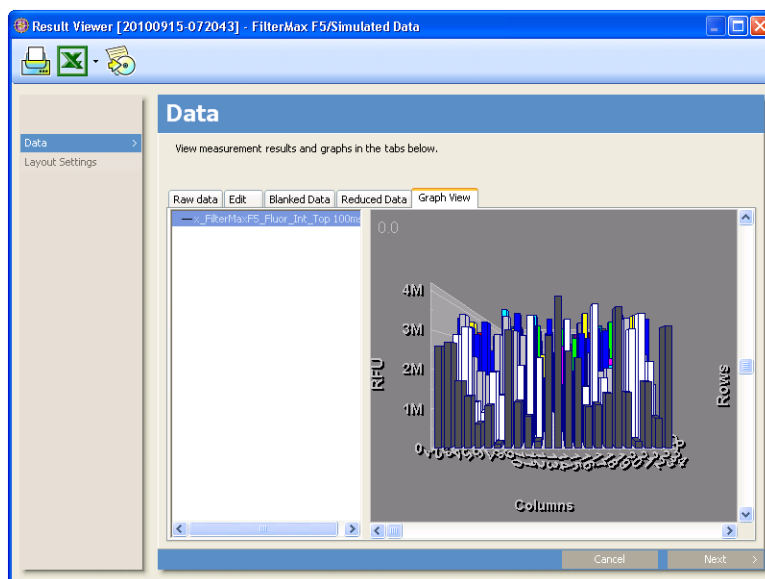 Result Viewer [20100915-072043] - FilterMax F5/Simulated Data
Data
Data >
View measurement results and graphs in the tabs below.
Layout Settings
Raw data Edit Blanked Data Reduced Data Graph View
x_FilterMaxF5_Fluor_Int_Top 100ms
0.0
4M
3M
RFU
2M
Rows
1M
0
Columns
Cancel Next >